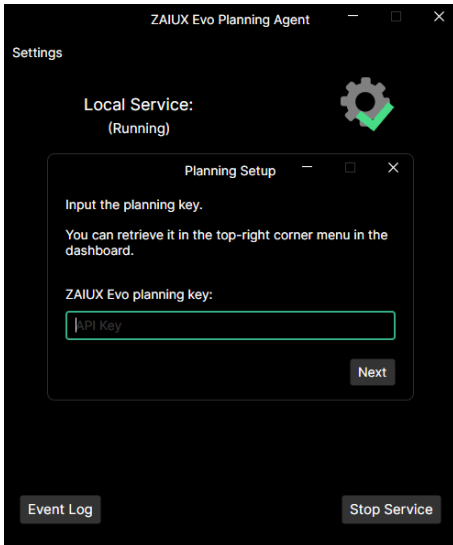 ZAIUX Evo Planning Agent
Settings
Local Service:
(Running)
Planning Setup
Input the planning key.
You can retrieve it in the top-right corner menu in the
dashboard.
ZAIUX Evo planning key:
API Key
Next
Event Log
Stop Service